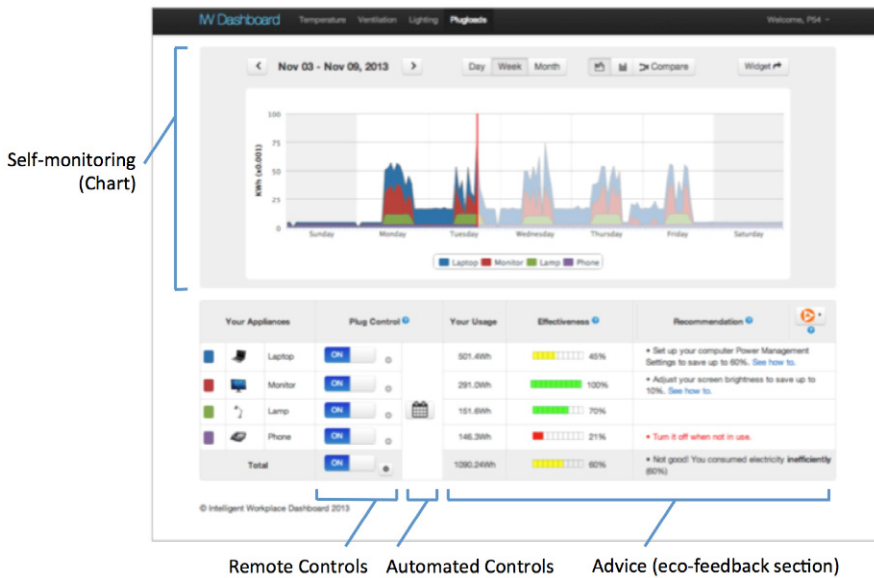 IW Dashboard Temperature Ventilation Lighting Plugloads Welcome, P54
Nov 03 - Nov 09, 2013 Day Week Month Compare Widget
Self-monitoring
(Chart)
KWh (x0.001)
100
75
50
25
0
Sunday Monday Tuesday Wednesday Thursday Friday Saturday
Laptop Monitor Lamp Phone
Your Appliances Plug Control Your Usage Effectiveness Recommendation
Laptop ON 501.4Wh 45% • Set up your computer Power Management
Settings to save up to 60%. See how to.
Monitor ON 291.0Wh 100% • Adjust your screen brightness to save up to
10%. See how to.
Lamp ON 151.6Wh 70%
Phone ON 146.3Wh 21% • Turn it off when not in use.
Total ON 1090.24Wh 60% • Not good! You consumed electricity inefficiently
(60%)
© Intelligent Workplace Dashboard 2013
Remote Controls Automated Controls Advice (eco-feedback section)